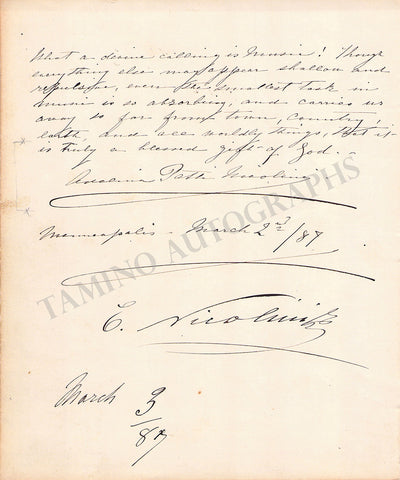 What a divine calling is Music! Though
everything else may appear shallow and
repulsive, even the smallest task in
music is so absorbing, and carries us
away so far from town, country,
earth, and all worldly things, that it
is truly a blessed gift of God. -
Adelina Patti Nicolini
Minneapolis - March 2d/87
TAMINO AUTOGRAPHS
E. Nicolini
March 3/87